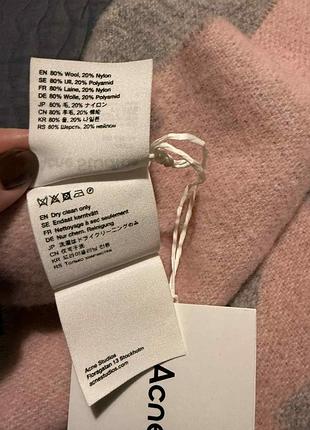 EN 80% Wool, 20% Nylon
SE 80% Ull, 20% Polyamid
FR 80% Laine, 20% Nylon
DE 80% Wolle, 20% Polyamid
JP 80% 毛, 20% ナイロン
CN 80% 羊毛, 20% 锦纶
KR 80% 울, 20% 나일론
RS 80% Шерсть, 20% нейлон
EN Dry clean only
SE Endast kemtvätt
FR Nettoyage à sec seulement
DE Nur chem. Reinigung
JP 洗濯はドライクリーニングのみ
CN 仅可干洗
KR 드라이클리닝 only
RS Только химчистка
Acne Studios
Floragatan 13 Stockholm
acnestudios.com
Acne